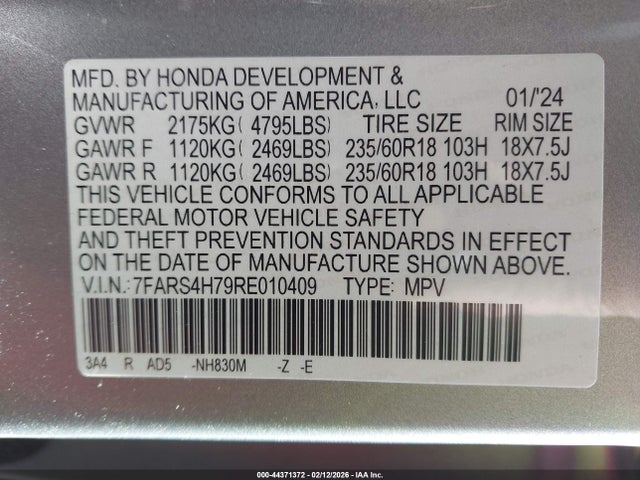 MFD. BY HONDA DEVELOPMENT &
MANUFACTURING OF AMERICA, LLC 01/'24
GVWR 2175KG( 4795LBS) TIRE SIZE RIM SIZE
GAWR F 1120KG( 2469LBS) 235/60R18 103H 18X7.5J
GAWR R 1120KG( 2469LBS) 235/60R18 103H 18X7.5J
THIS VEHICLE CONFORMS TO ALL APPLICABLE
FEDERAL MOTOR VEHICLE SAFETY
AND THEFT PREVENTION STANDARDS IN EFFECT
ON THE DATE OF MANUFACTURE SHOWN ABOVE.
V.I.N.:7FARS4H79RE010409 TYPE: MPV
3A4 R AD5 -NH830M -Z -E
000-44371372 - 02/12/2026 - IAA Inc.